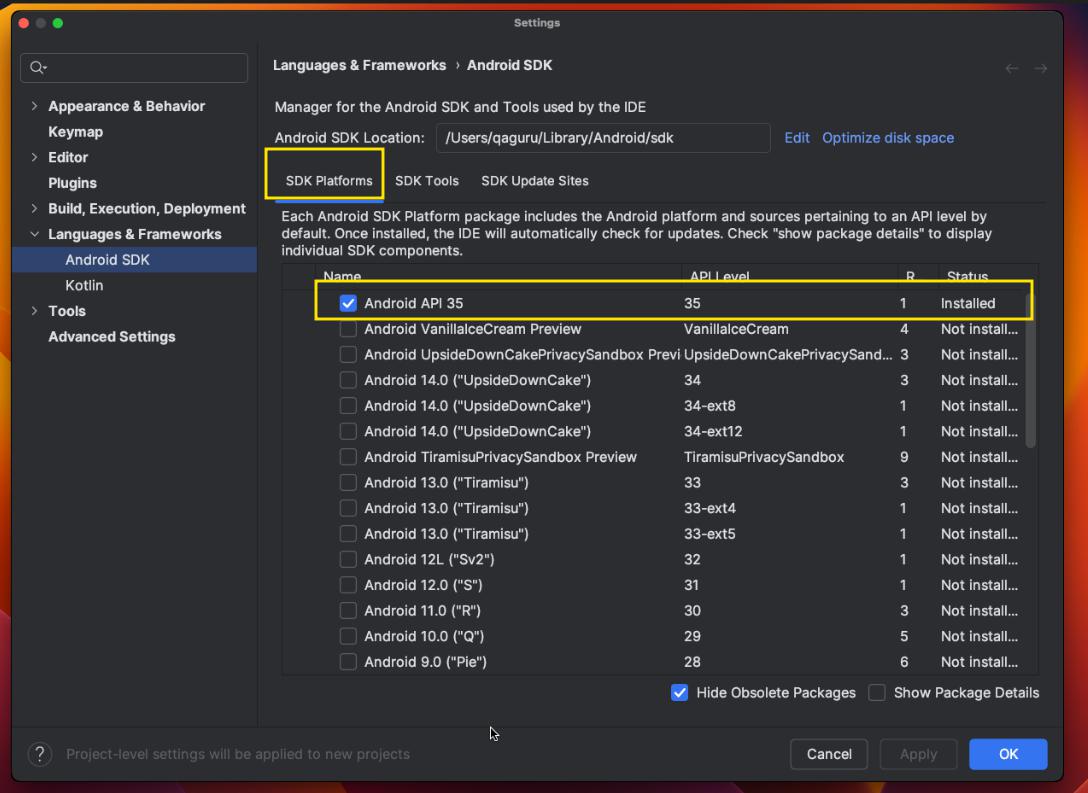 Settings
Languages & Frameworks › Android SDK
Appearance & Behavior
Keymap
Editor
Plugins
Build, Execution, Deployment
Languages & Frameworks
Android SDK
Kotlin
Tools
Advanced Settings
Manager for the Android SDK and Tools used by the IDE
Android SDK Location: /Users/qaguru/Library/Android/sdk Edit Optimize disk space
SDK Platforms SDK Tools SDK Update Sites
Each Android SDK Platform package includes the Android platform and sources pertaining to an API level by
default. Once installed, the IDE will automatically check for updates. Check "show package details" to display
individual SDK components.
Name API Level R Status
Android API 35 35 1 Installed
Android VanillaIceCream Preview VanillaIceCream 4 Not install...
Android UpsideDownCakePrivacySandbox Previ UpsideDownCakePrivacySand... 3 Not install...
Android 14.0 ("UpsideDownCake") 34 3 Not install...
Android 14.0 ("UpsideDownCake") 34-ext8 1 Not install...
Android 14.0 ("UpsideDownCake") 34-ext12 1 Not install...
Android TiramisuPrivacySandbox Preview TiramisuPrivacySandbox 9 Not install...
Android 13.0 ("Tiramisu") 33 3 Not install...
Android 13.0 ("Tiramisu") 33-ext4 1 Not install...
Android 13.0 ("Tiramisu") 33-ext5 1 Not install...
Android 12L ("Sv2") 32 1 Not install...
Android 12.0 ("S") 31 1 Not install...
Android 11.0 ("R") 30 3 Not install...
Android 10.0 ("Q") 29 5 Not install...
Android 9.0 ("Pie") 28 6 Not install...
Hide Obsolete Packages Show Package Details
? Project-level settings will be applied to new projects
Cancel Apply OK